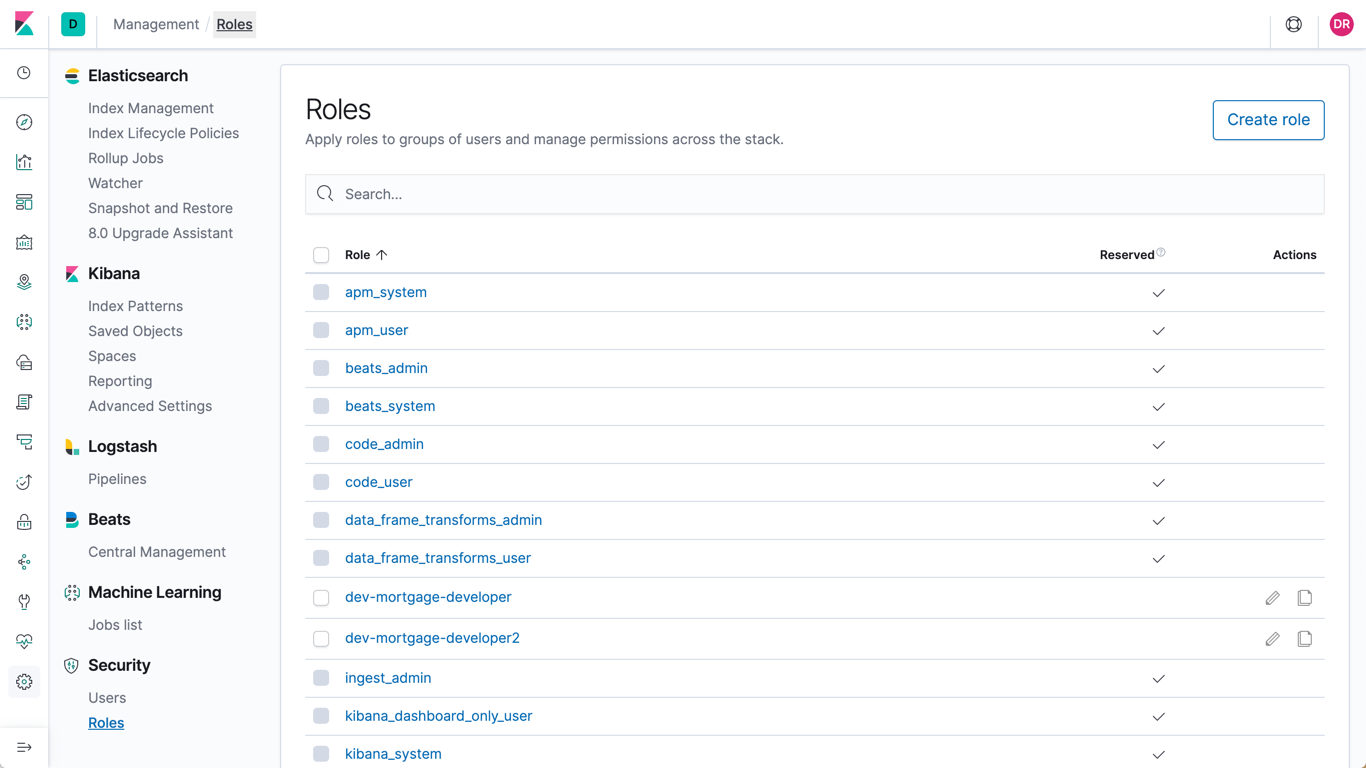 D
Management / Roles
DR
Elasticsearch
Index Management
Index Lifecycle Policies
Rollup Jobs
Watcher
Snapshot and Restore
8.0 Upgrade Assistant
Kibana
Index Patterns
Saved Objects
Spaces
Reporting
Advanced Settings
Logstash
Pipelines
Beats
Central Management
Machine Learning
Jobs list
Security
Users
Roles
Roles
Create role
Apply roles to groups of users and manage permissions across the stack.
Search...
Role Reserved Actions
apm_system
apm_user
beats_admin
beats_system
code_admin
code_user
data_frame_transforms_admin
data_frame_transforms_user
dev-mortgage-developer
dev-mortgage-developer2
ingest_admin
kibana_dashboard_only_user
kibana_system